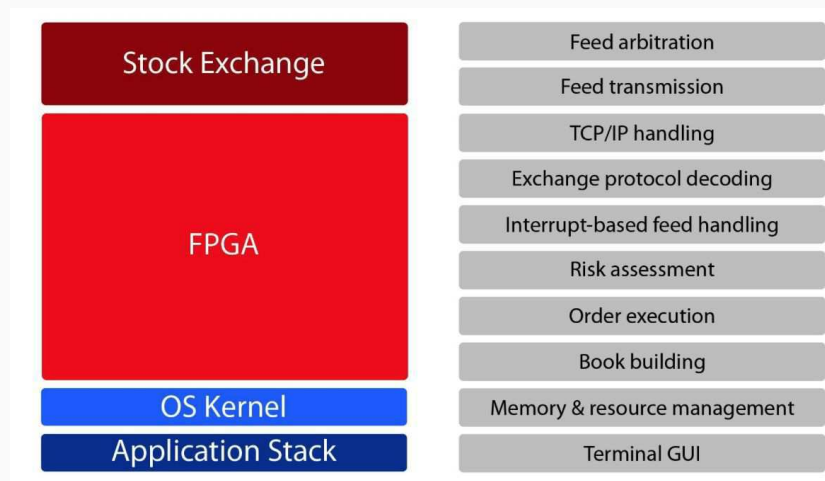 Stock Exchange
FPGA
OS Kernel
Application Stack
Feed arbitration
Feed transmission
TCP/IP handling
Exchange protocol decoding
Interrupt-based feed handling
Risk assessment
Order execution
Book building
Memory & resource management
Terminal GUI